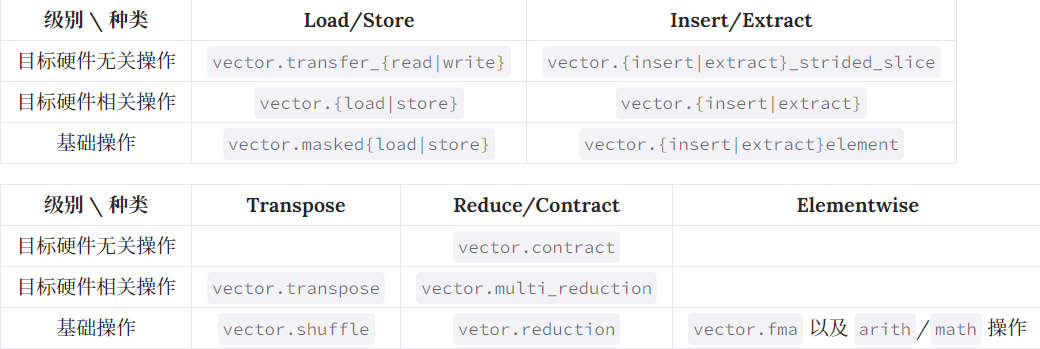 级别 \ 种类 Load/Store Insert/Extract
目标硬件无关操作 vector.transfer_{read|write} vector.{insert|extract}_strided_slice
目标硬件相关操作 vector.{load|store} vector.{insert|extract}
基础操作 vector.masked{load|store} vector.{insert|extract}element
级别 \ 种类 Transpose Reduce/Contract Elementwise
目标硬件无关操作 vector.contract
目标硬件相关操作 vector.transpose vector.multi_reduction
基础操作 vector.shuffle vetor.reduction vector.fma 以及 arith/math 操作